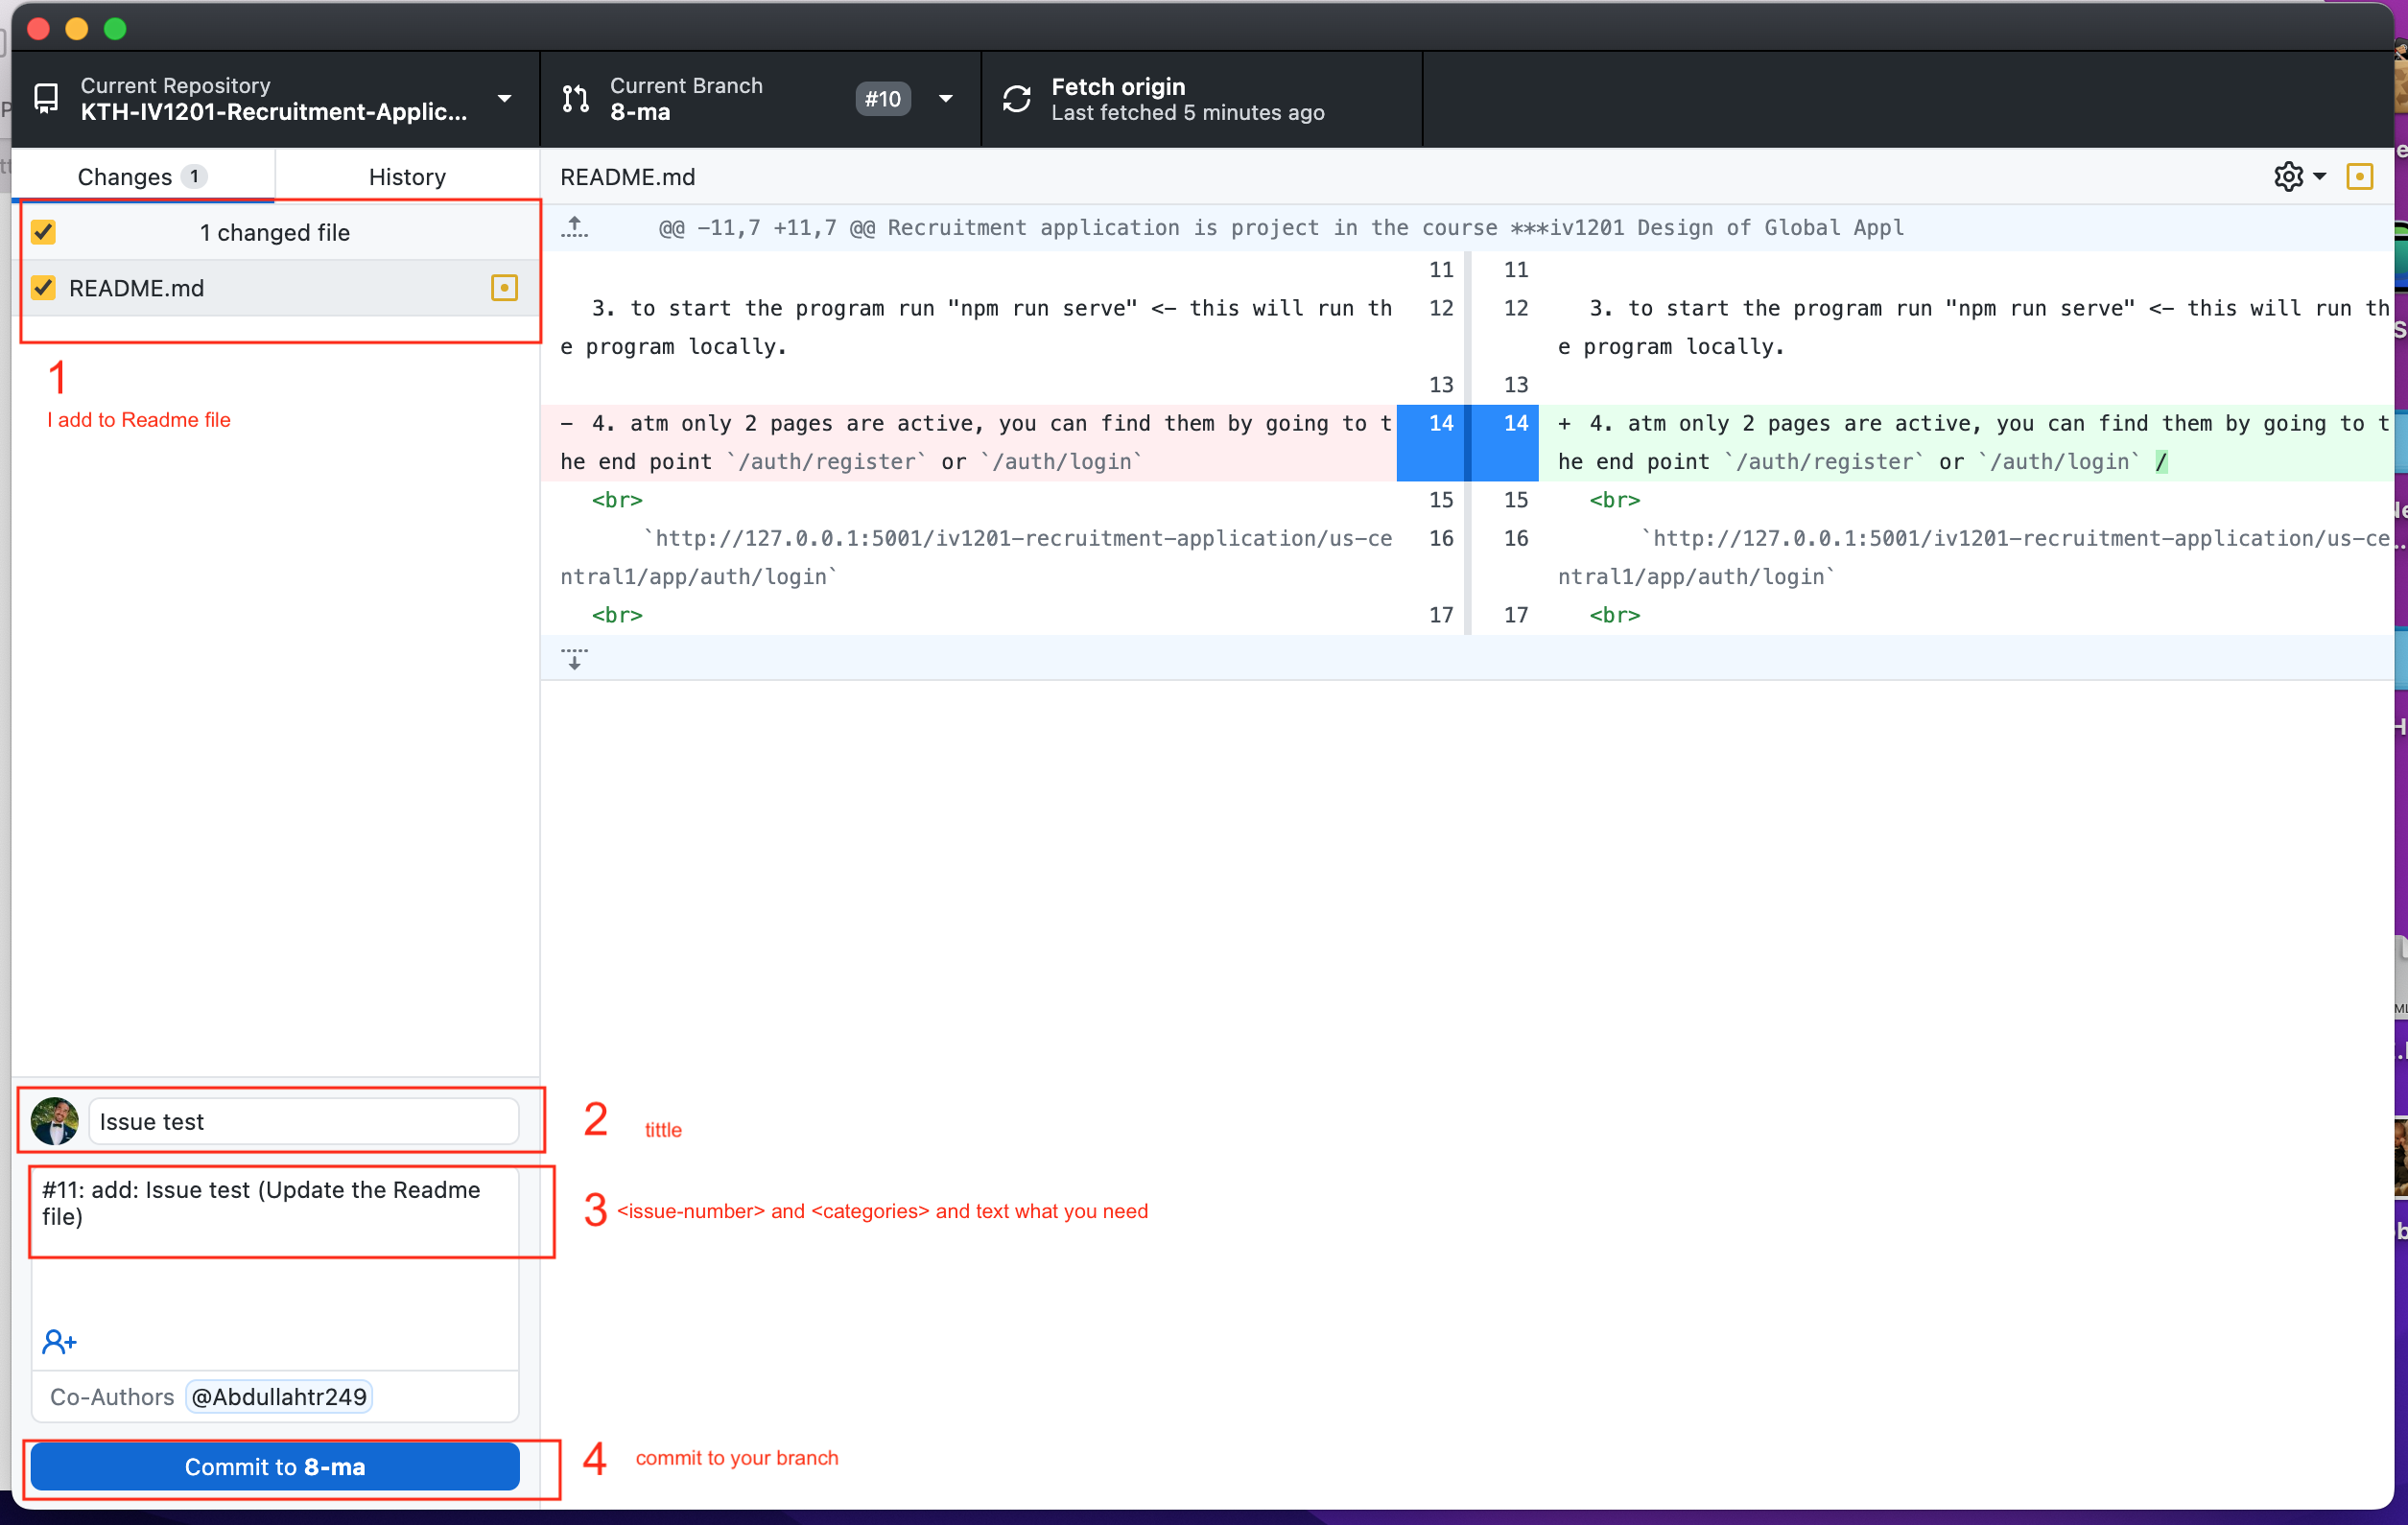 Current Repository
KTH-IV1201-Recruitment-Applic...
Current Branch
8-ma
#10
Fetch origin
Last fetched 5 minutes ago
Changes 1
History
README.md
1 changed file
README.md
1
I add to Readme file
@@ -11,7 +11,7 @@ Recruitment application is project in the course ***iv1201 Design of Global Appl
11 11
3. to start the program run "npm run serve" <- this will run th 12 12 3. to start the program run "npm run serve" <- this will run th
e program locally. e program locally.
13 13
- 4. atm only 2 pages are active, you can find them by going to t 14 14 + 4. atm only 2 pages are active, you can find them by going to t
he end point `/auth/register` or `/auth/login` he end point `/auth/register` or `/auth/login` /
<br> 15 15 <br>
`http://127.0.0.1:5001/iv1201-recruitment-application/us-ce 16 16 `http://127.0.0.1:5001/iv1201-recruitment-application/us-ce
ntral1/app/auth/login` ntral1/app/auth/login`
<br> 17 17 <br>
Issue test
2 tittle
#11: add: Issue test (Update the Readme
file)
3 <issue-number> and <categories> and text what you need
Co-Authors @Abdullahtr249
Commit to 8-ma
4 commit to your branch